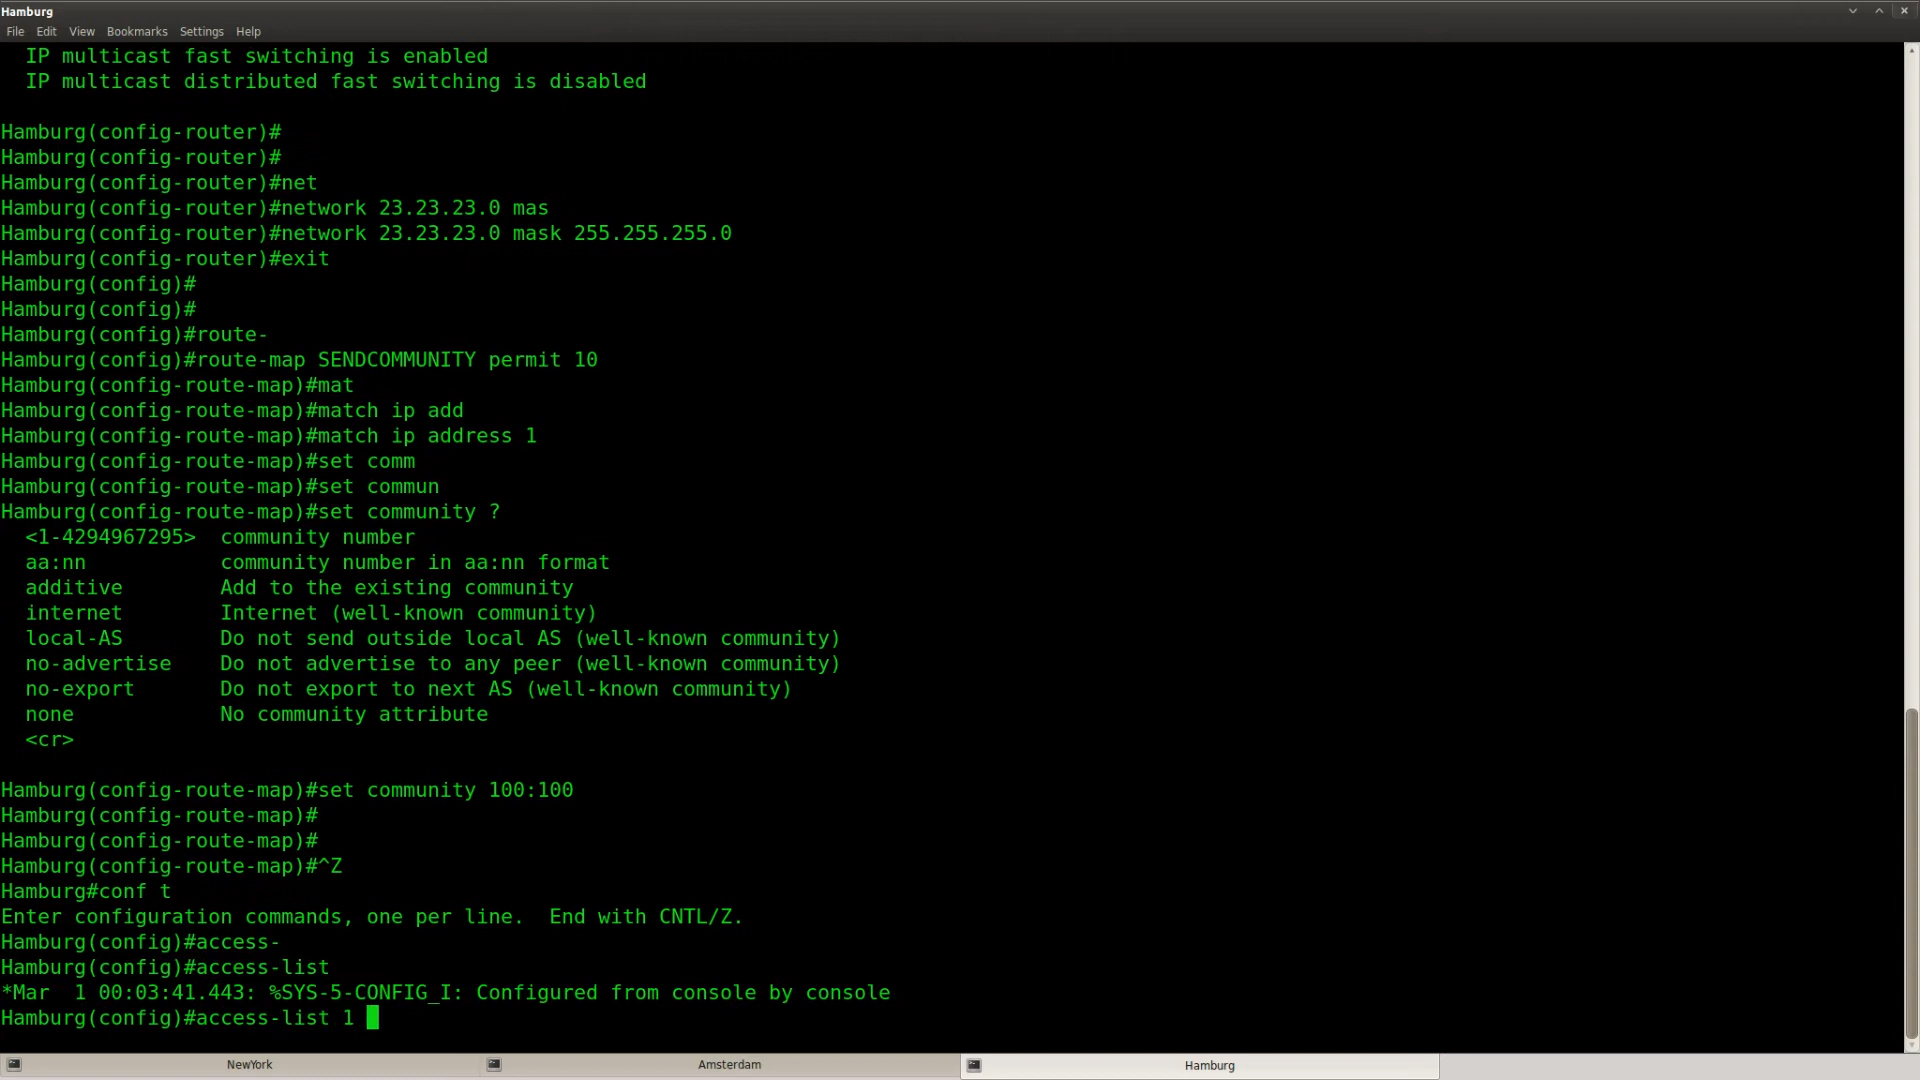 Hamburg
File Edit View Bookmarks Settings Help
IP multicast fast switching is enabled
IP multicast distributed fast switching is disabled
Hamburg(config-router)#
Hamburg(config-router)#
Hamburg(config-router)#net
Hamburg(config-router)#network 23.23.23.0 mas
Hamburg(config-router)#network 23.23.23.0 mask 255.255.255.0
Hamburg(config-router)#exit
Hamburg(config)#
Hamburg(config)#
Hamburg(config)#route-
Hamburg(config)#route-map SENDCOMMUNITY permit 10
Hamburg(config-route-map)#mat
Hamburg(config-route-map)#match ip add
Hamburg(config-route-map)#match ip address 1
Hamburg(config-route-map)#set comm
Hamburg(config-route-map)#set commun
Hamburg(config-route-map)#set community ?
<1-4294967295>  community number
aa:nn           community number in aa:nn format
additive        Add to the existing community
internet        Internet (well-known community)
local-AS        Do not send outside local AS (well-known community)
no-advertise    Do not advertise to any peer (well-known community)
no-export       Do not export to next AS (well-known community)
none            No community attribute
<cr>
Hamburg(config-route-map)#set community 100:100
Hamburg(config-route-map)#
Hamburg(config-route-map)#
Hamburg(config-route-map)#^Z
Hamburg#conf t
Enter configuration commands, one per line.  End with CNTL/Z.
Hamburg(config)#access-
Hamburg(config)#access-list
*Mar  1 00:03:41.443: %SYS-5-CONFIG_I: Configured from console by console
Hamburg(config)#access-list 1
NewYork Amsterdam Hamburg